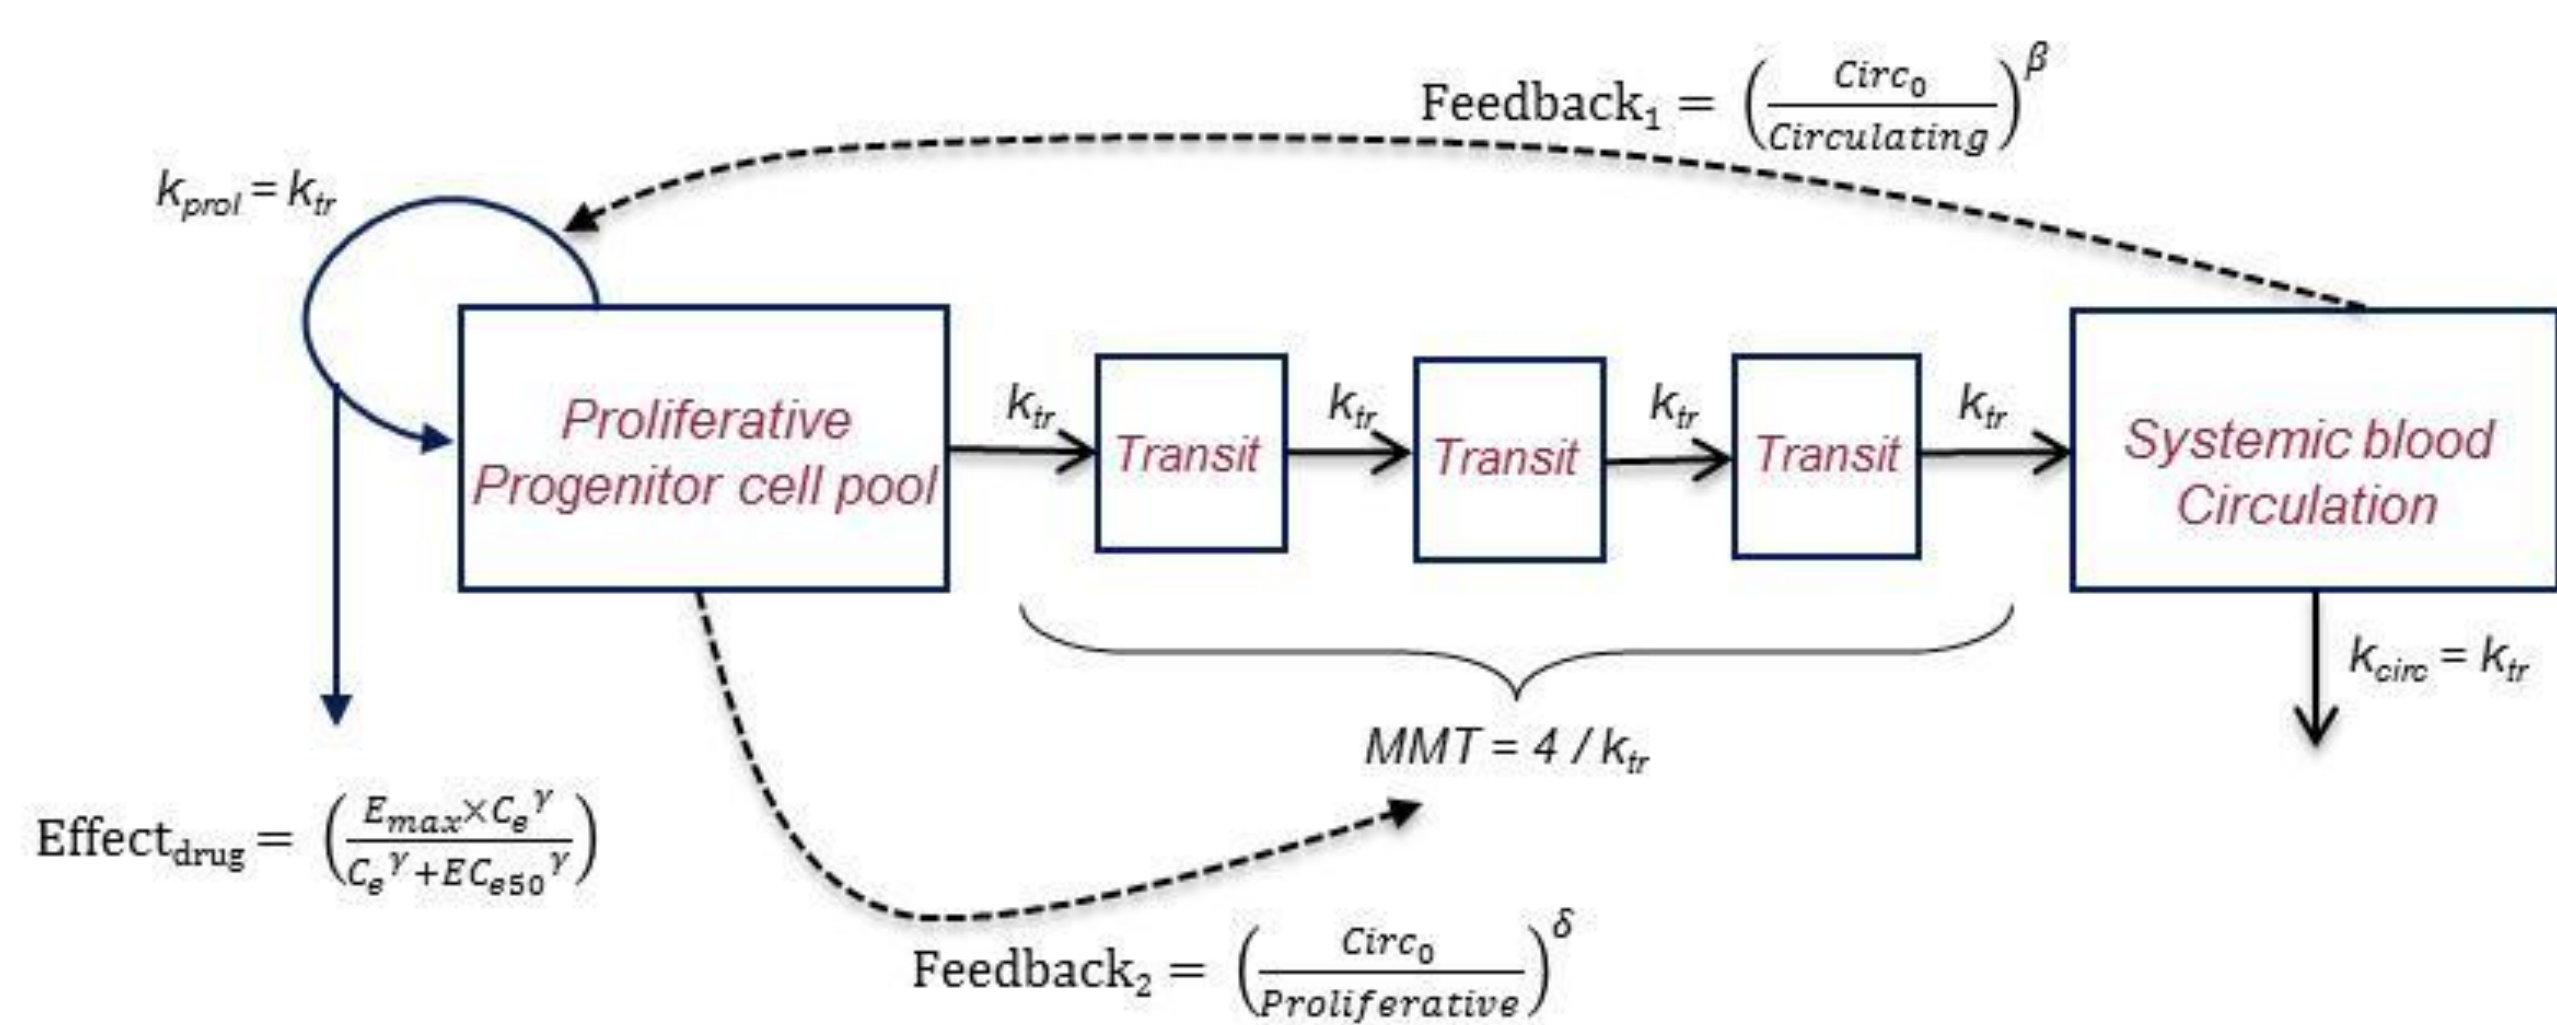 Feedback₁ = (Circ₀ / Circulating)^β
k_prol = k_tr
Proliferative
Progenitor cell pool
k_tr
Transit
k_tr
Transit
k_tr
Transit
k_tr
Systemic blood
Circulation
k_circ = k_tr
MMT = 4 / k_tr
Effect_drug = (E_max×C_e^γ / C_e^γ+EC_e50^γ)
Feedback₂ = (Circ₀ / Proliferative)^δ